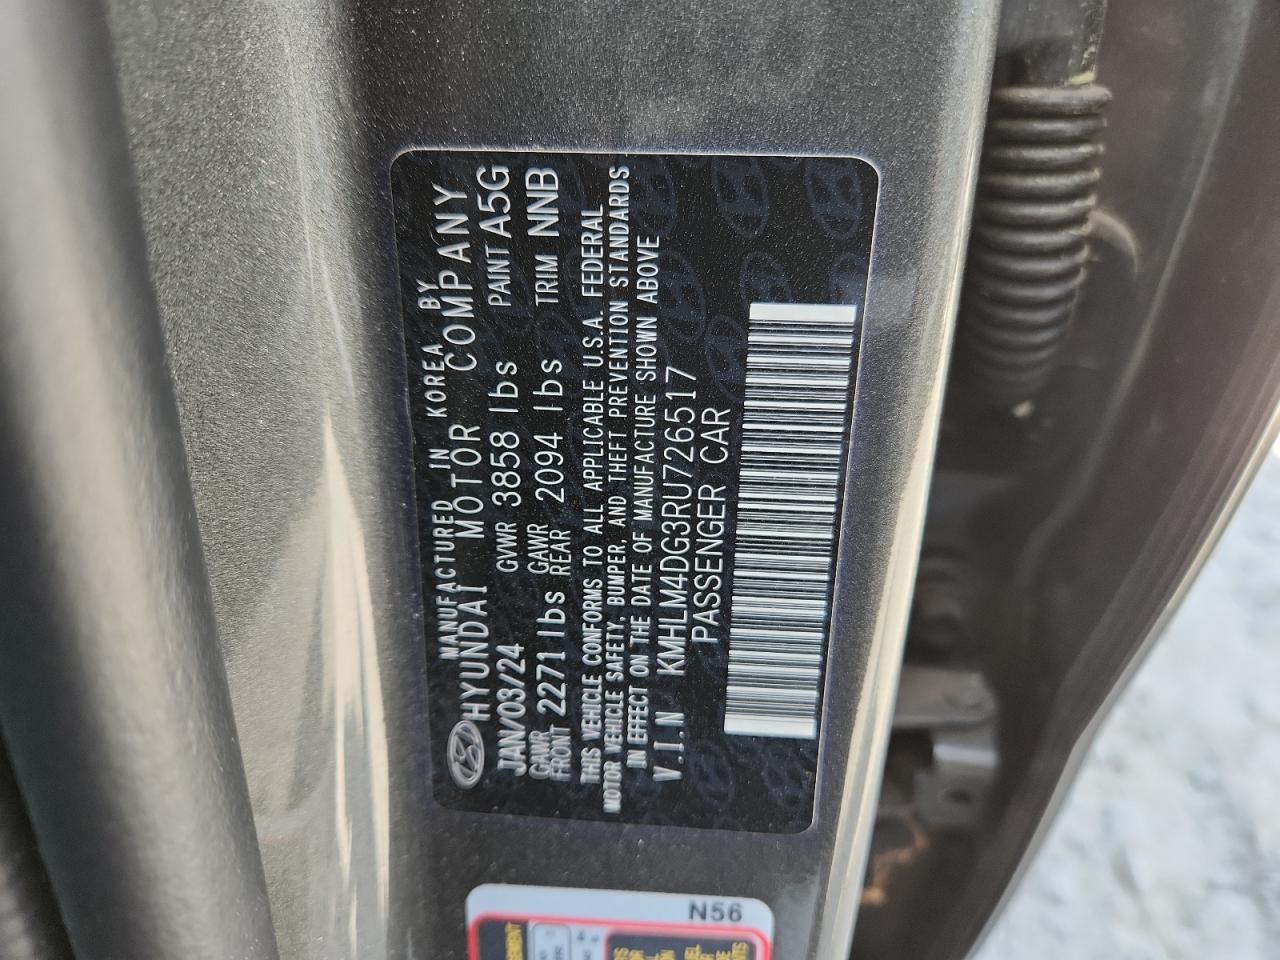 MANUFACTURED IN KOREA BY
HYUNDAI MOTOR COMPANY
JAN/03/24 GVWR 3858 lbs PAINT A5G
GAWR FRONT 2271 lbs GAWR REAR 2094 lbs TRIM NNB
THIS VEHICLE CONFORMS TO ALL APPLICABLE U.S.A. FEDERAL
MOTOR VEHICLE SAFETY, BUMPER, AND THEFT PREVENTION STANDARDS
IN EFFECT ON THE DATE OF MANUFACTURE SHOWN ABOVE
V.I.N KMHLM4DG3RU726517
PASSENGER CAR
N56